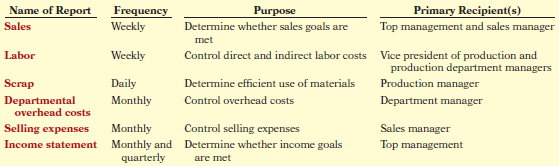 Name of Report Frequency Purpose Primary Recipient(s)
Sales Weekly Determine whether sales goals are Top management and sales manager
met
Labor Weekly Control direct and indirect labor costs Vice president of production and
production department managers
Scrap Daily Determine efficient use of materials Production manager
Departmental Monthly Control overhead costs Department manager
overhead costs
Selling expenses Monthly Control selling expenses Sales manager
Income statement Monthly and Determine whether income goals Top management
quarterly are met